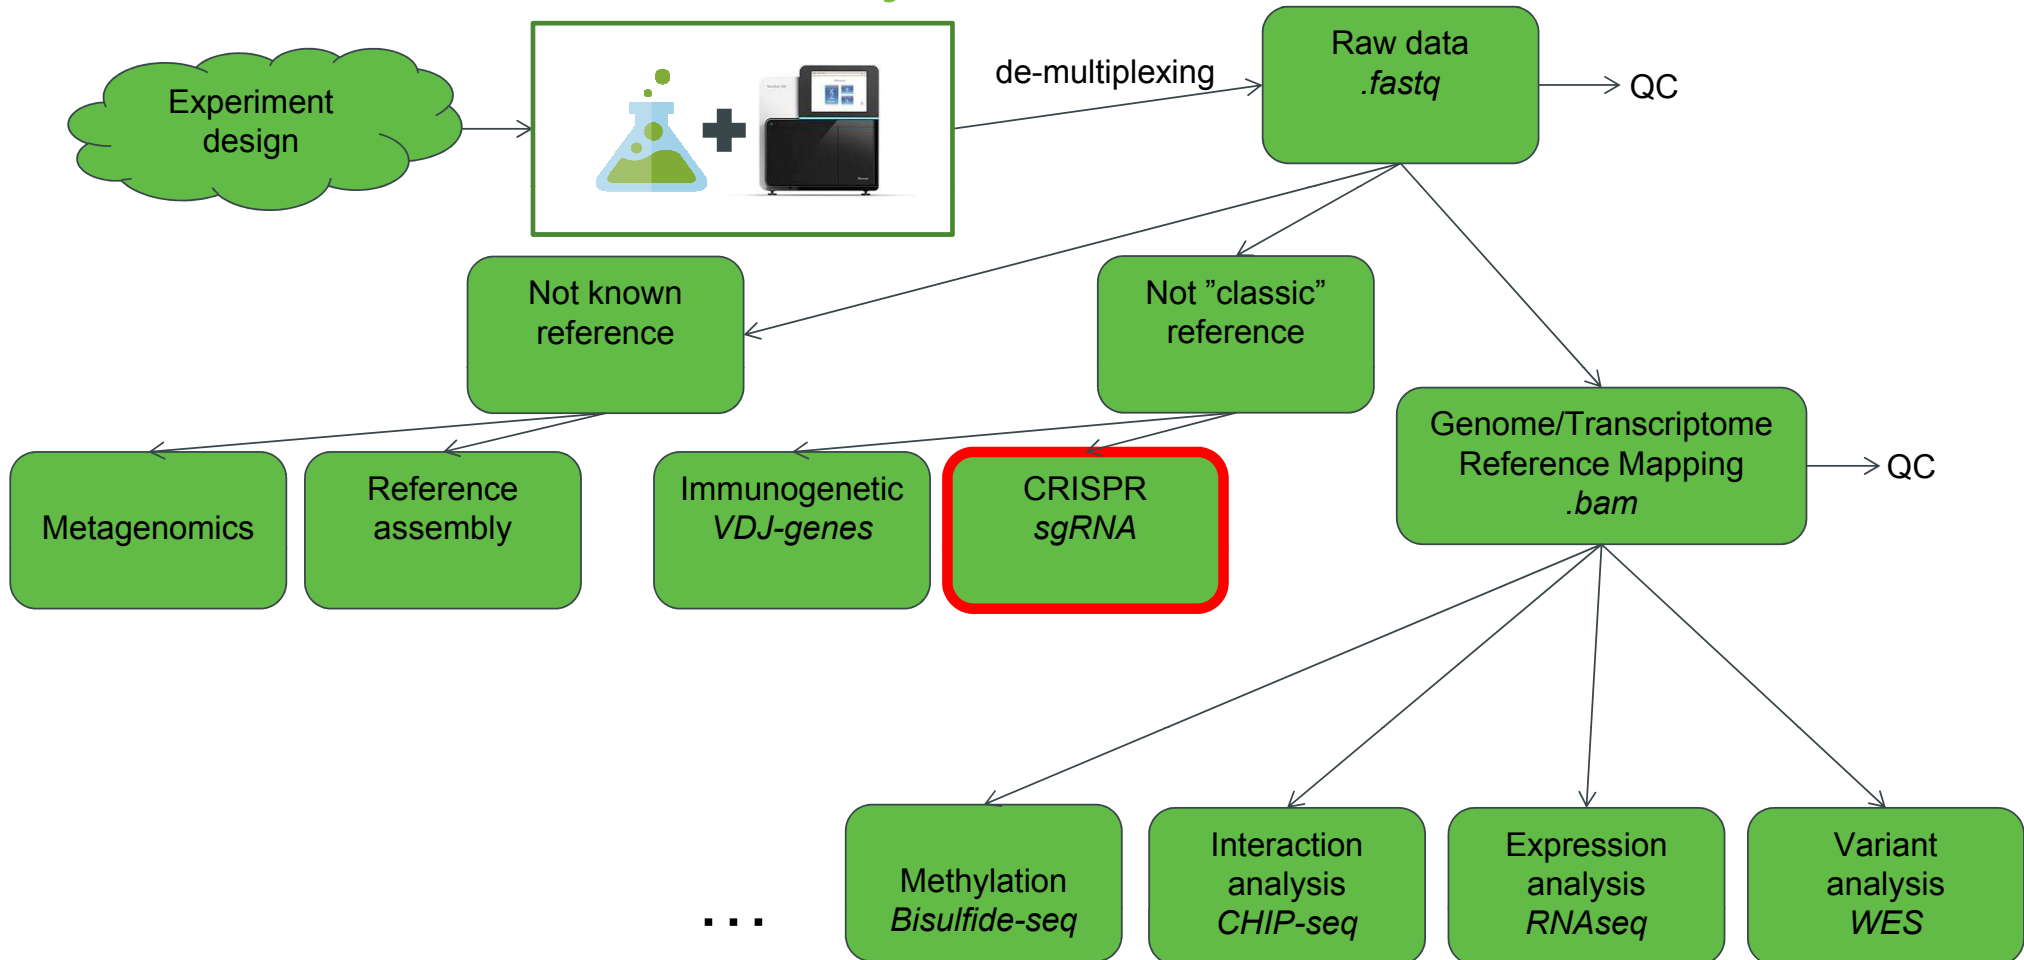 Experiment
design
de-multiplexing
Raw data
.fastq
QC
Not known
reference
Not ”classic”
reference
Genome/Transcriptome
Reference Mapping
.bam
QC
Metagenomics
Reference
assembly
Immunogenetic
VDJ-genes
CRISPR
sgRNA
...
Methylation
Bisulfide-seq
Interaction
analysis
CHIP-seq
Expression
analysis
RNAseq
Variant
analysis
WES